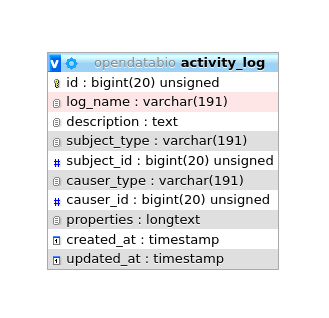 v opendatabio activity_log
id : bigint(20) unsigned
log_name : varchar(191)
description : text
subject_type : varchar(191)
# subject_id : bigint(20) unsigned
causer_type : varchar(191)
# causer_id : bigint(20) unsigned
properties : longtext
created_at : timestamp
updated_at : timestamp